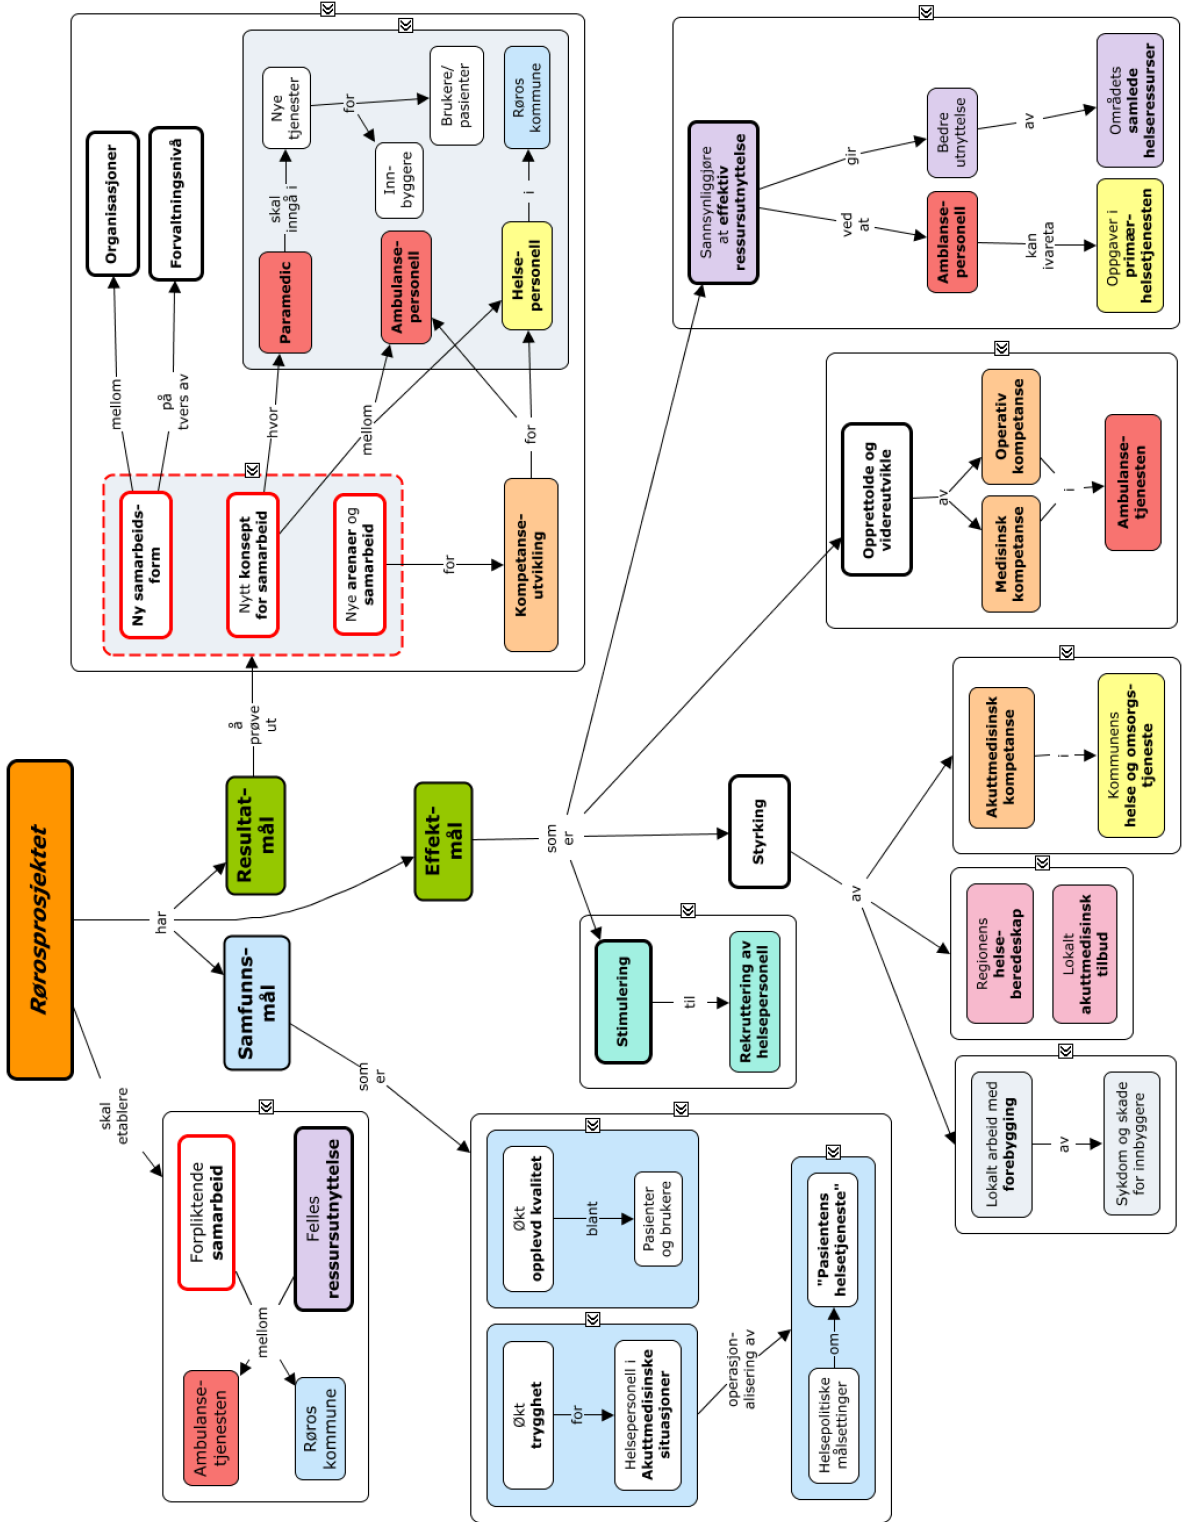 Rørosprosjektet
skal
etablere
Forpliktende
samarbeid
Felles
ressursutnyttelse
mellom
Ambulanse-
tjenesten
Røros
kommune
har
Samfunns-
mål
Resultat-
mål
Effekt-
mål
som
er
Økt
trygghet
for
Helsepersonell i
Akuttmedisinske
situasjoner
Økt
opplevd kvalitet
blant
Pasienter
og brukere
operasjon-
alisering av
Helsepolitiske
målsettinger
om
"Pasientens
helsetjeneste"
å
prøve
ut
Ny samarbeids-
form
Nytt konsept
for samarbeid
Nye arenaer og
samarbeid
mellom
på
tvers av
Organisasjoner
Forvaltningsnivå
hvor
mellom
for
Kompetanse-
utvikling
for
Paramedic
skal
inngå i
Nye
tjenester
for
Inn-
byggere
Brukere/
pasienter
Ambulanse-
personell
Helse-
personell
i
Røros
kommune
som
er
Stimulering
til
Rekruttering av
helsepersonell
Styrking
av
Lokalt arbeid med
forebygging
av
Sykdom og skade
for innbyggere
Regionens
helse-
beredeskap
Lokalt
akuttmedisinsk
tilbud
Akuttmedisinsk
kompetanse
i
Kommunens
helse og omsorgs-
tjeneste
Opprettolde og
videreutvikle
av
Medisinsk
kompetanse
Operativ
kompetanse
i
Ambulanse-
tjenesten
Sannsynliggjøre
at effektiv
ressursutnyttelse
ved
at
gir
Amblanse-
personell
Bedre
utnyttelse
kan
ivareta
av
Oppgaver i
primær-
helsetjenesten
Områdets
samlede
helseressurser